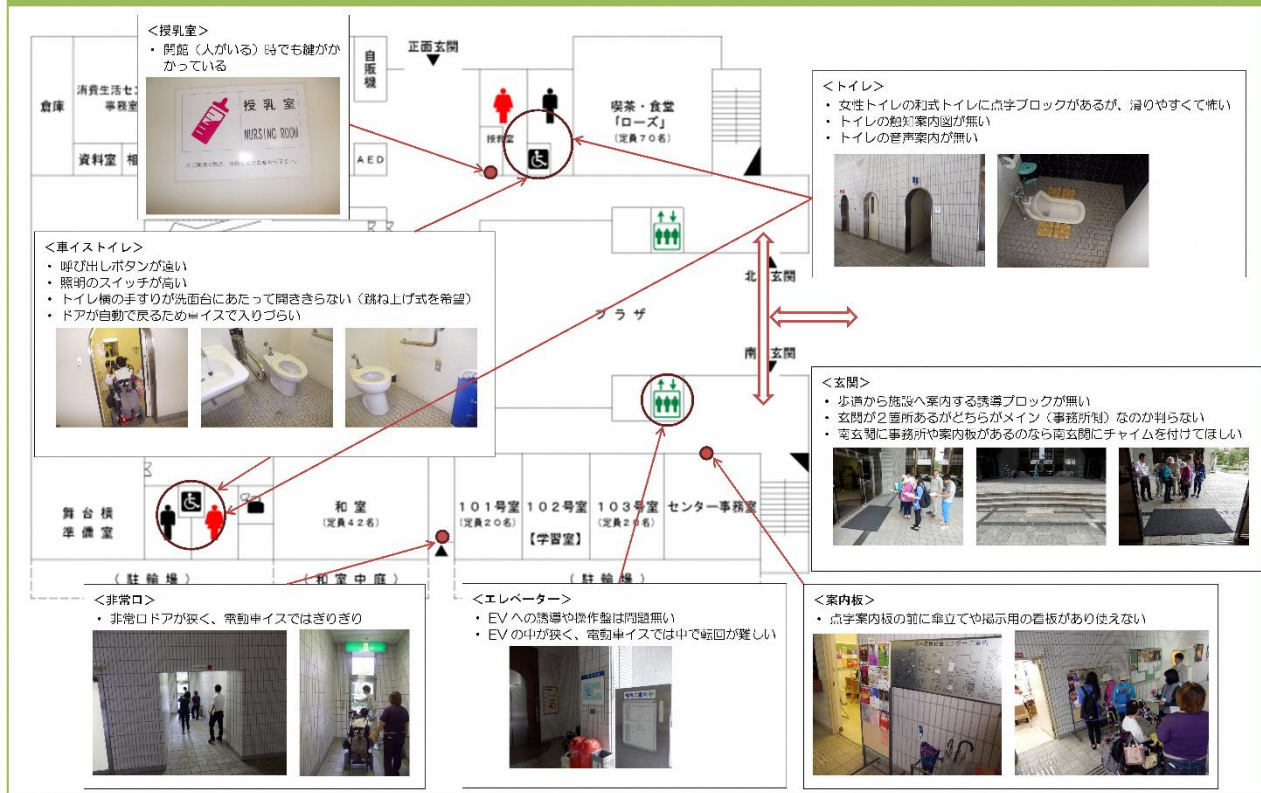 ＜授乳室＞
・ 開館（人がいる）時でも鍵がか
かっている
授乳室
NURSING ROOM
倉庫
消費生活セン
事務室
資料室
相
自販機
AED
正面玄関
授乳室
喫茶・食堂
「ローズ」
（定員７０名）
＜トイレ＞
・ 女性トイレの和式トイレに点字ブロックがあるが、滑りやすくて怖い
・ トイレの触知案内図が無い
・ トイレの音声案内が無い
＜車イストイレ＞
・ 呼び出しボタンが遠い
・ 照明のスイッチが高い
・ トイレ横の手すりが洗面台にあたって開ききらない（跳ね上げ式を希望）
・ ドアが自動で戻るため車イスで入りづらい
北玄関
プラザ
南玄関
＜玄関＞
・ 歩道から施設へ案内する誘導ブロックが無い
・ 玄関が２箇所あるがどちらがメイン（事務所側）なのか判らない
・ 南玄関に事務所や案内板があるのなら南玄関にチャイムを付けてほしい
舞台横
準備室
和室
（定員４２名）
１０１号室
（定員２０名）
１０２号室
【学習室】
１０３号室
（定員２０名）
センター事務室
（駐輪場）
（和室中庭）
（駐輪場）
＜非常口＞
・ 非常口ドアが狭く、電動車イスではぎりぎり
＜エレベーター＞
・ EVへの誘導や操作盤は問題無い
・ EVの中が狭く、電動車イスでは中で転回が難しい
＜案内板＞
・ 点字案内板の前に傘立てや掲示用の看板があり使えない